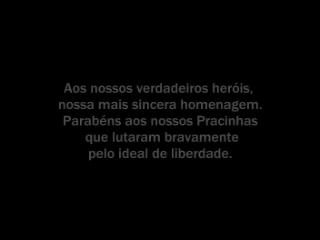 Aos nossos verdadeiros heróis,
nossa mais sincera homenagem.
Parabéns aos nossos Pracinhas
que lutaram bravamente
pelo ideal de liberdade.